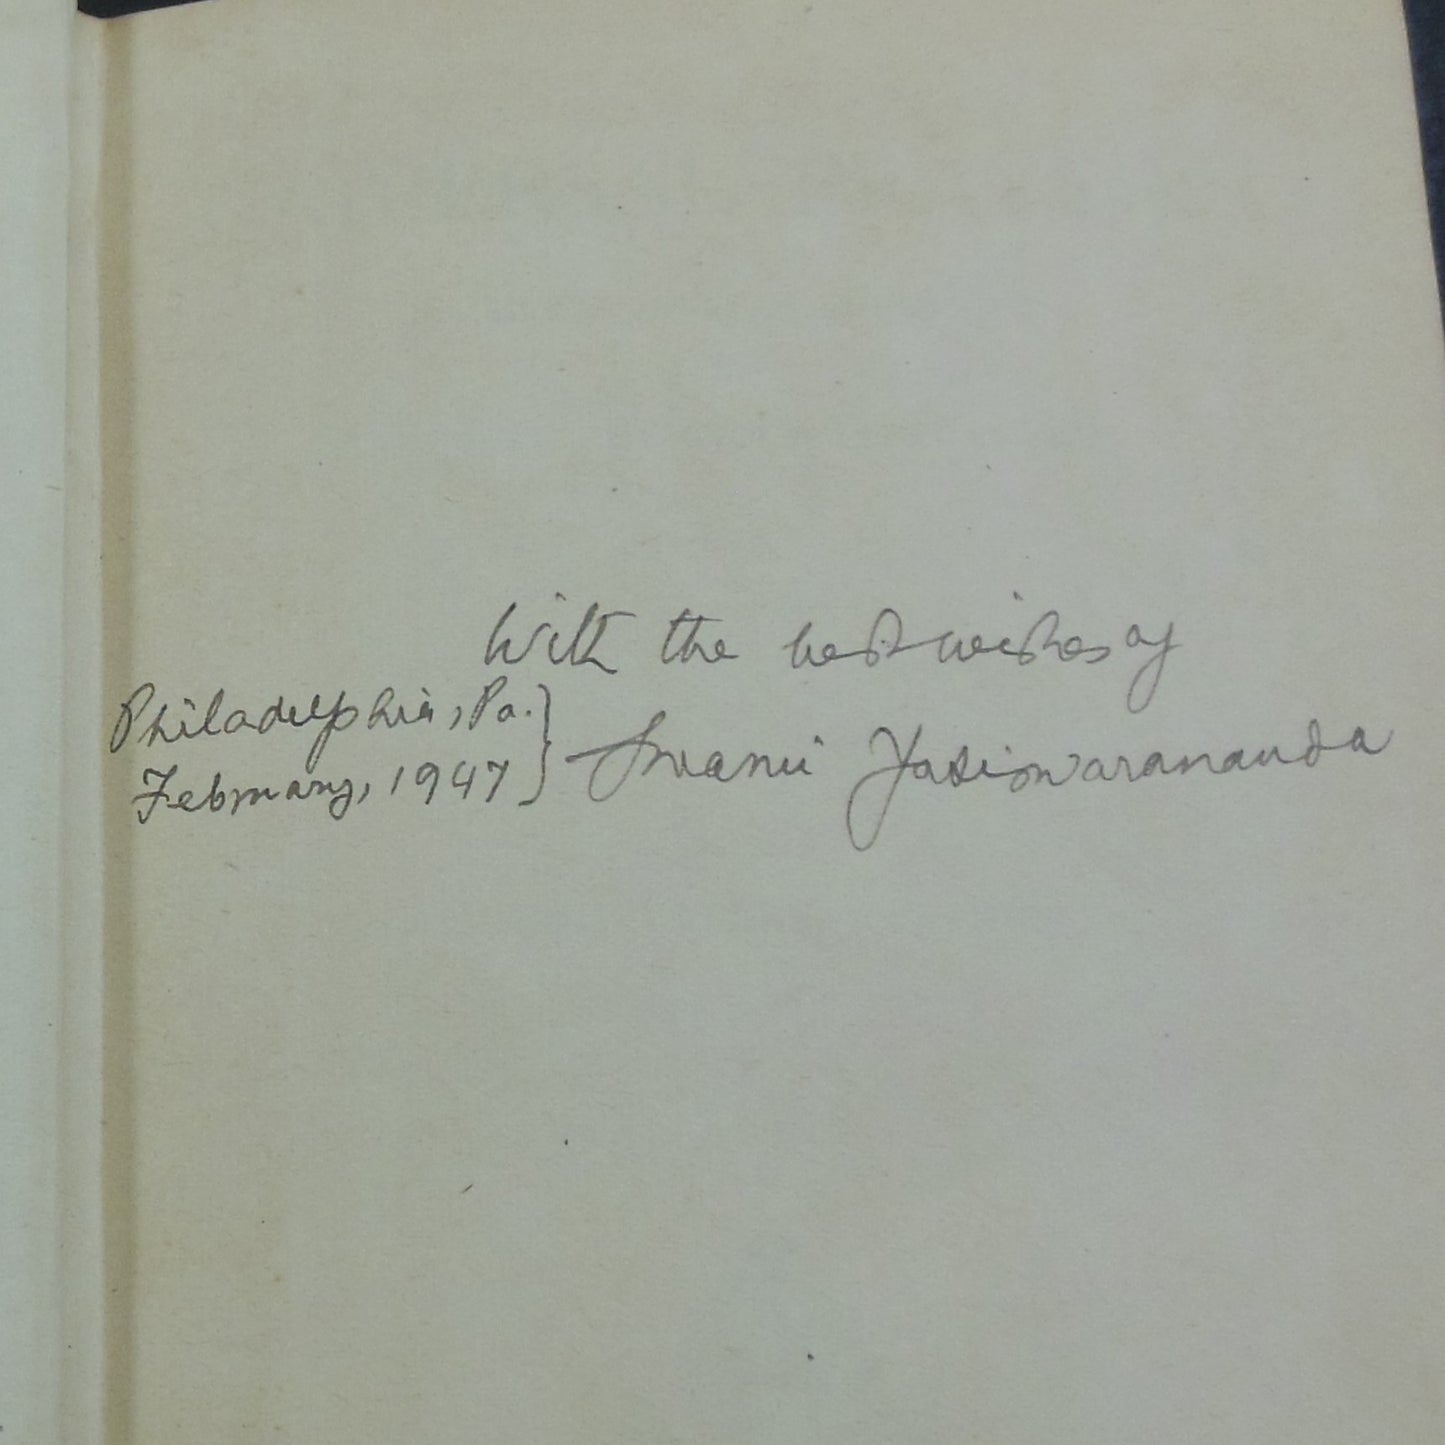 With the best wishes of
Philadelphia, Pa.
February, 1947
Swami Yatiswarananda